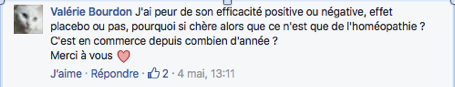 Valérie Bourdon J'ai peur de son efficacité positive ou négative, effet
placebo ou pas, pourquoi si chère alors que ce n'est que de l'homéopathie ?
C'est en commerce depuis combien d'année ?
Merci à vous
J'aime · Répondre · 2 · 4 mai, 13:11